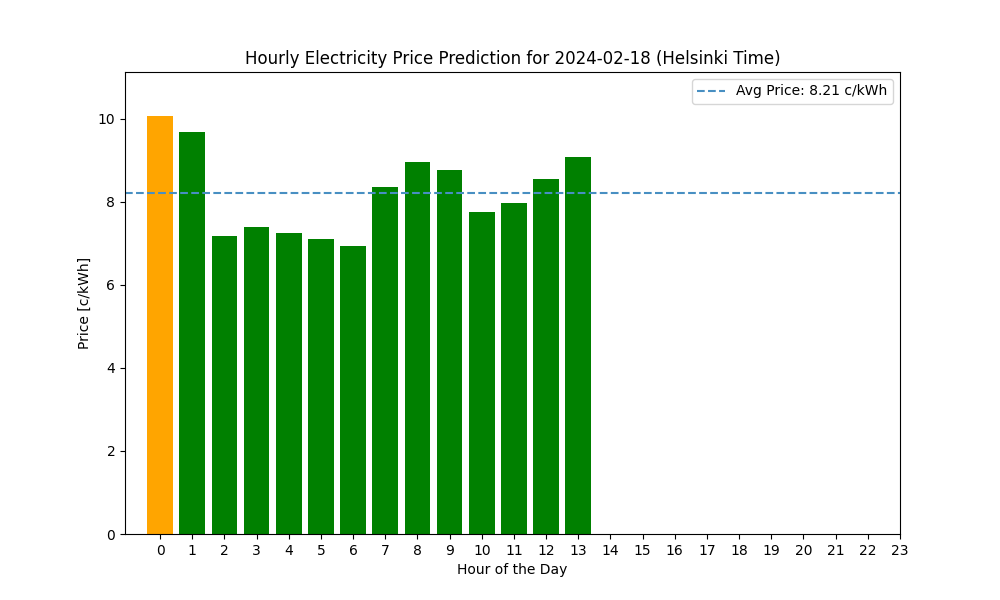 Hourly Electricity Price Prediction for 2024-02-18 (Helsinki Time)
Avg Price: 8.21 c/kWh
Price [c/kWh]
10
8
6
4
2
0
0 1 2 3 4 5 6 7 8 9 10 11 12 13 14 15 16 17 18 19 20 21 22 23
Hour of the Day